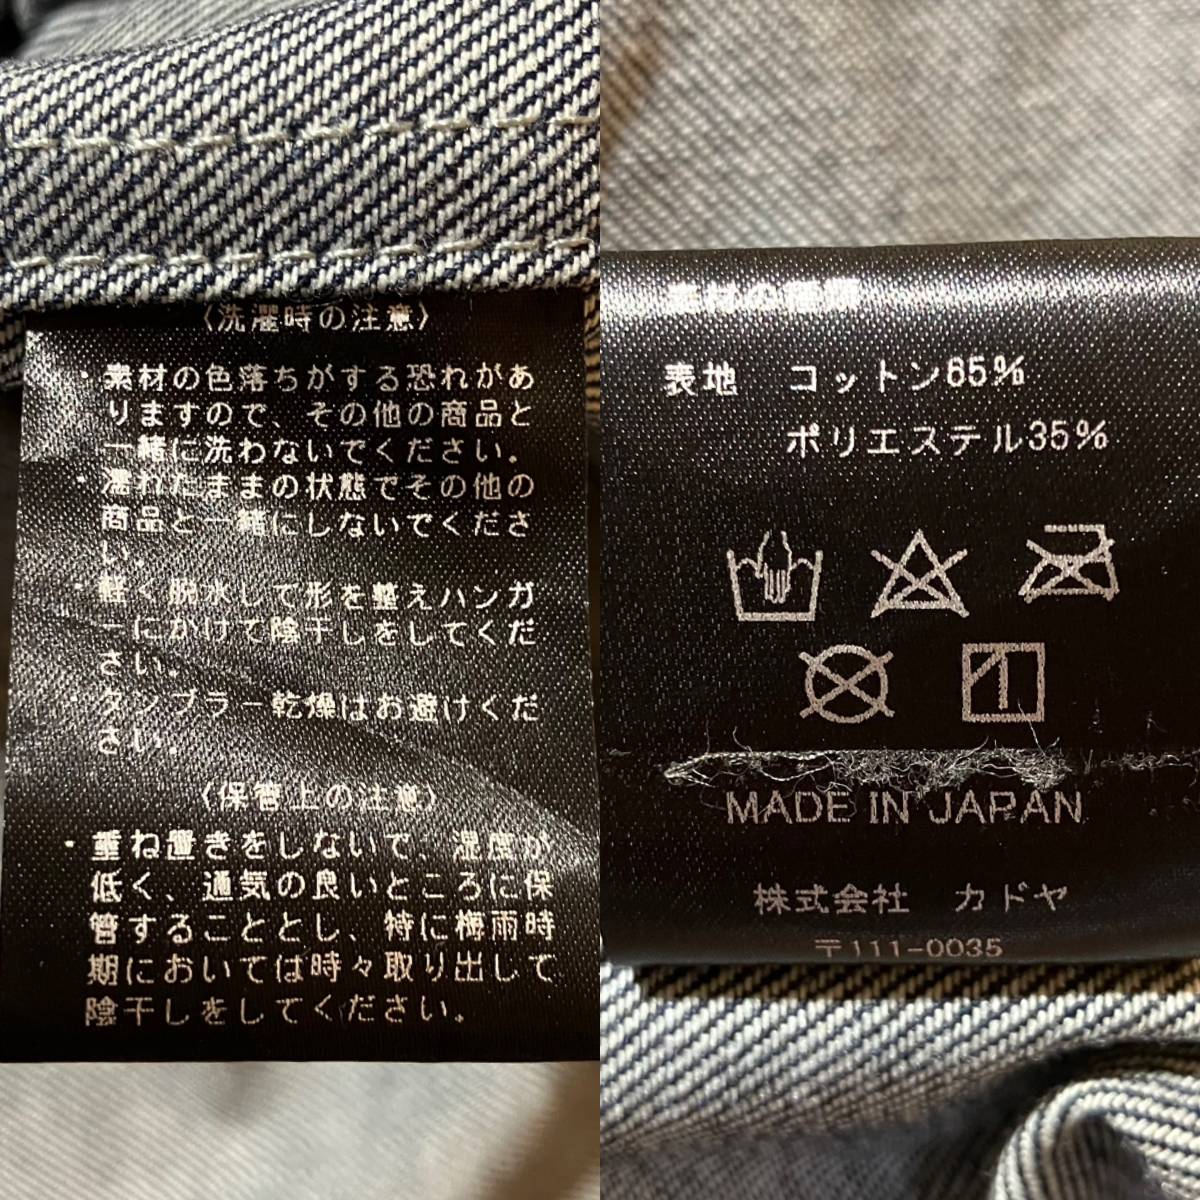 〈洗濯時の注意〉
・素材の色落ちがする恐れがあ
りますので、その他の商品と
一緒に洗わないでください。
・濡れたままの状態でその他の
商品と一緒にしないでくださ
い。
・軽く脱水して形を整えハンガ
ーにかけて陰干しをしてくだ
さい。
・タンブラー乾燥はお避けくだ
さい。
〈保管上の注意〉
・重ね置きをしないで、湿度が
低く、通気の良いところに保
管することとし、特に梅雨時
期においては時々取り出して
陰干しをしてください。
素材の種類
表地 コットン65%
ポリエステル35%
MADE IN JAPAN
株式会社 カドヤ
〒111-0035